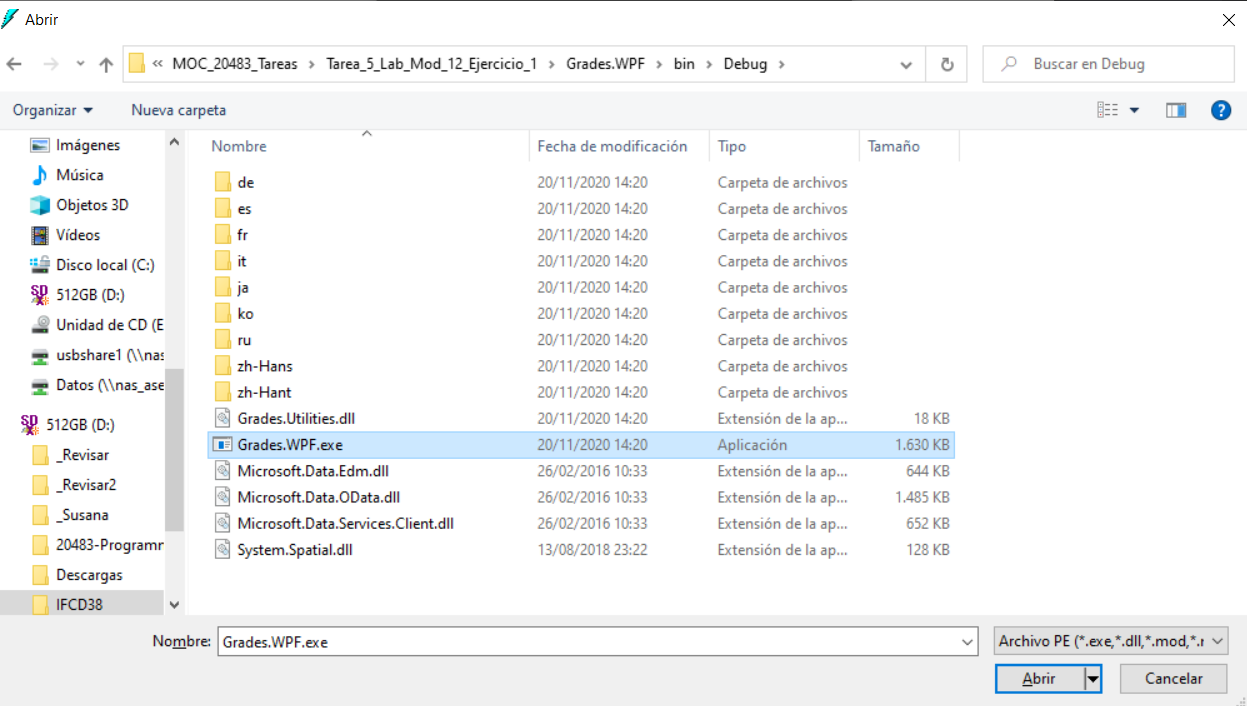 Abrir
« MOC_20483_Tareas > Tarea_5_Lab_Mod_12_Ejercicio_1 > Grades.WPF > bin > Debug > Buscar en Debug
Organizar Nueva carpeta ?
Imágenes
Música
Objetos 3D
Vídeos
Disco local (C:)
512GB (D:)
Unidad de CD (E
usbshare1 (\\nas
Datos (\\nas_ase
512GB (D:)
_Revisar
_Revisar2
_Susana
20483-Programr
Descargas
IFCD38
Nombre Fecha de modificación Tipo Tamaño
de 20/11/2020 14:20 Carpeta de archivos
es 20/11/2020 14:20 Carpeta de archivos
fr 20/11/2020 14:20 Carpeta de archivos
it 20/11/2020 14:20 Carpeta de archivos
ja 20/11/2020 14:20 Carpeta de archivos
ko 20/11/2020 14:20 Carpeta de archivos
ru 20/11/2020 14:20 Carpeta de archivos
zh-Hans 20/11/2020 14:20 Carpeta de archivos
zh-Hant 20/11/2020 14:20 Carpeta de archivos
Grades.Utilities.dll 20/11/2020 14:20 Extensión de la ap... 18 KB
Grades.WPF.exe 20/11/2020 14:20 Aplicación 1.630 KB
Microsoft.Data.Edm.dll 26/02/2016 10:33 Extensión de la ap... 644 KB
Microsoft.Data.OData.dll 26/02/2016 10:33 Extensión de la ap... 1.485 KB
Microsoft.Data.Services.Client.dll 26/02/2016 10:33 Extensión de la ap... 652 KB
System.Spatial.dll 13/08/2018 23:22 Extensión de la ap... 128 KB
Nombre: Grades.WPF.exe Archivo PE (*.exe,*.dll,*.mod,*.r
Abrir Cancelar